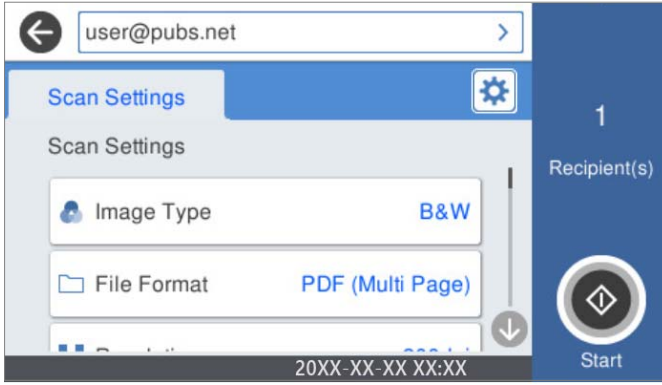 user@pubs.net
Scan Settings
1
Scan Settings
Recipient(s)
Image Type B&W
File Format PDF (Multi Page)
20XX-XX-XX XX:XX
Start